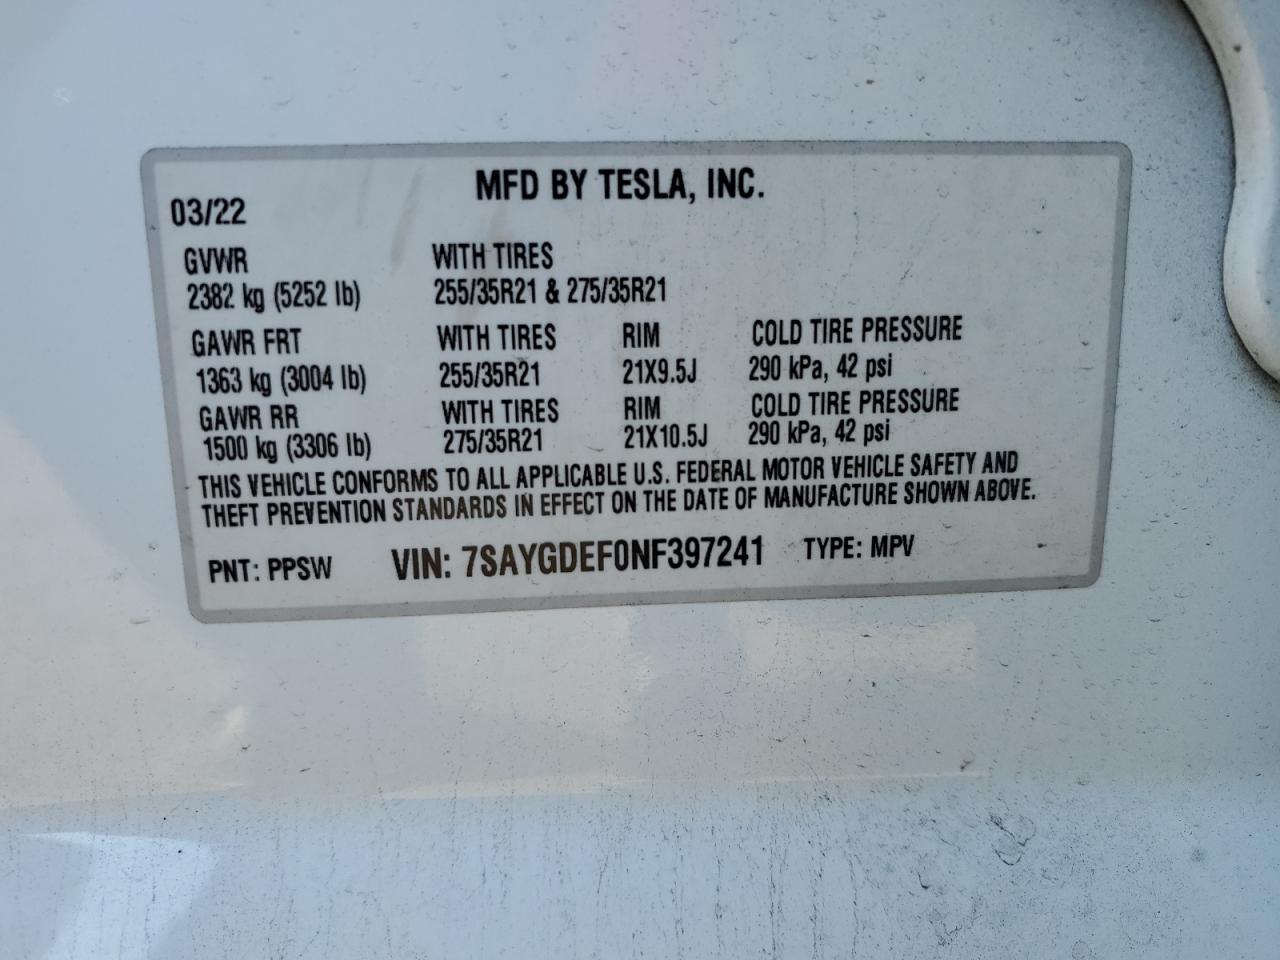 MFD BY TESLA, INC.
03/22
GVWR WITH TIRES
2382 kg (5252 lb) 255/35R21 & 275/35R21
GAWR FRT WITH TIRES RIM COLD TIRE PRESSURE
1363 kg (3004 lb) 255/35R21 21X9.5J 290 kPa, 42 psi
GAWR RR WITH TIRES RIM COLD TIRE PRESSURE
1500 kg (3306 lb) 275/35R21 21X10.5J 290 kPa, 42 psi
THIS VEHICLE CONFORMS TO ALL APPLICABLE U.S. FEDERAL MOTOR VEHICLE SAFETY AND
THEFT PREVENTION STANDARDS IN EFFECT ON THE DATE OF MANUFACTURE SHOWN ABOVE.
PNT: PPSW VIN: 7SAYGDEF0NF397241 TYPE: MPV